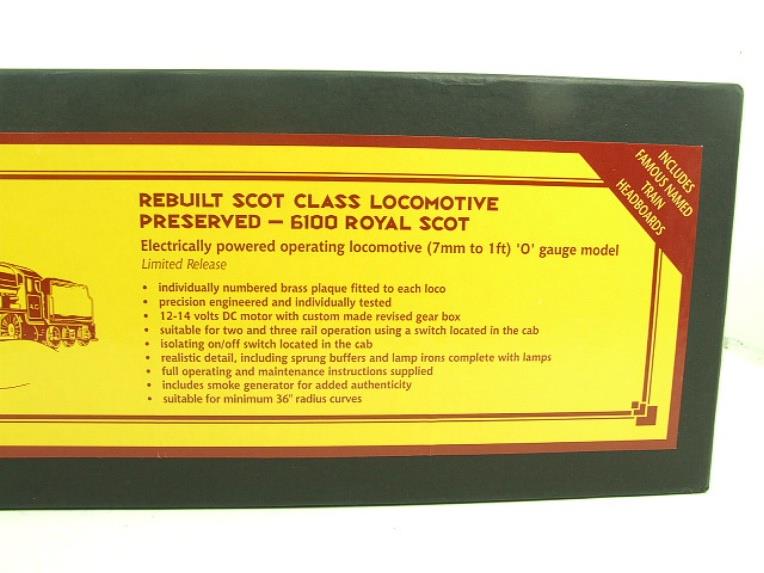 INCLUDES
FAMOUS NAMED
TRAIN
HEADBOARDS
REBUILT SCOT CLASS LOCOMOTIVE
PRESERVED – 6100 ROYAL SCOT
Electrically powered operating locomotive (7mm to 1ft) 'O' gauge model
Limited Release
• individually numbered brass plaque fitted to each loco
• precision engineered and individually tested
• 12-14 volts DC motor with custom made revised gear box
• suitable for two and three rail operation using a switch located in the cab
• isolating on/off switch located in the cab
• realistic detail, including sprung buffers and lamp irons complete with lamps
• full operating and maintenance instructions supplied
• includes smoke generator for added authenticity
• suitable for minimum 36" radius curves